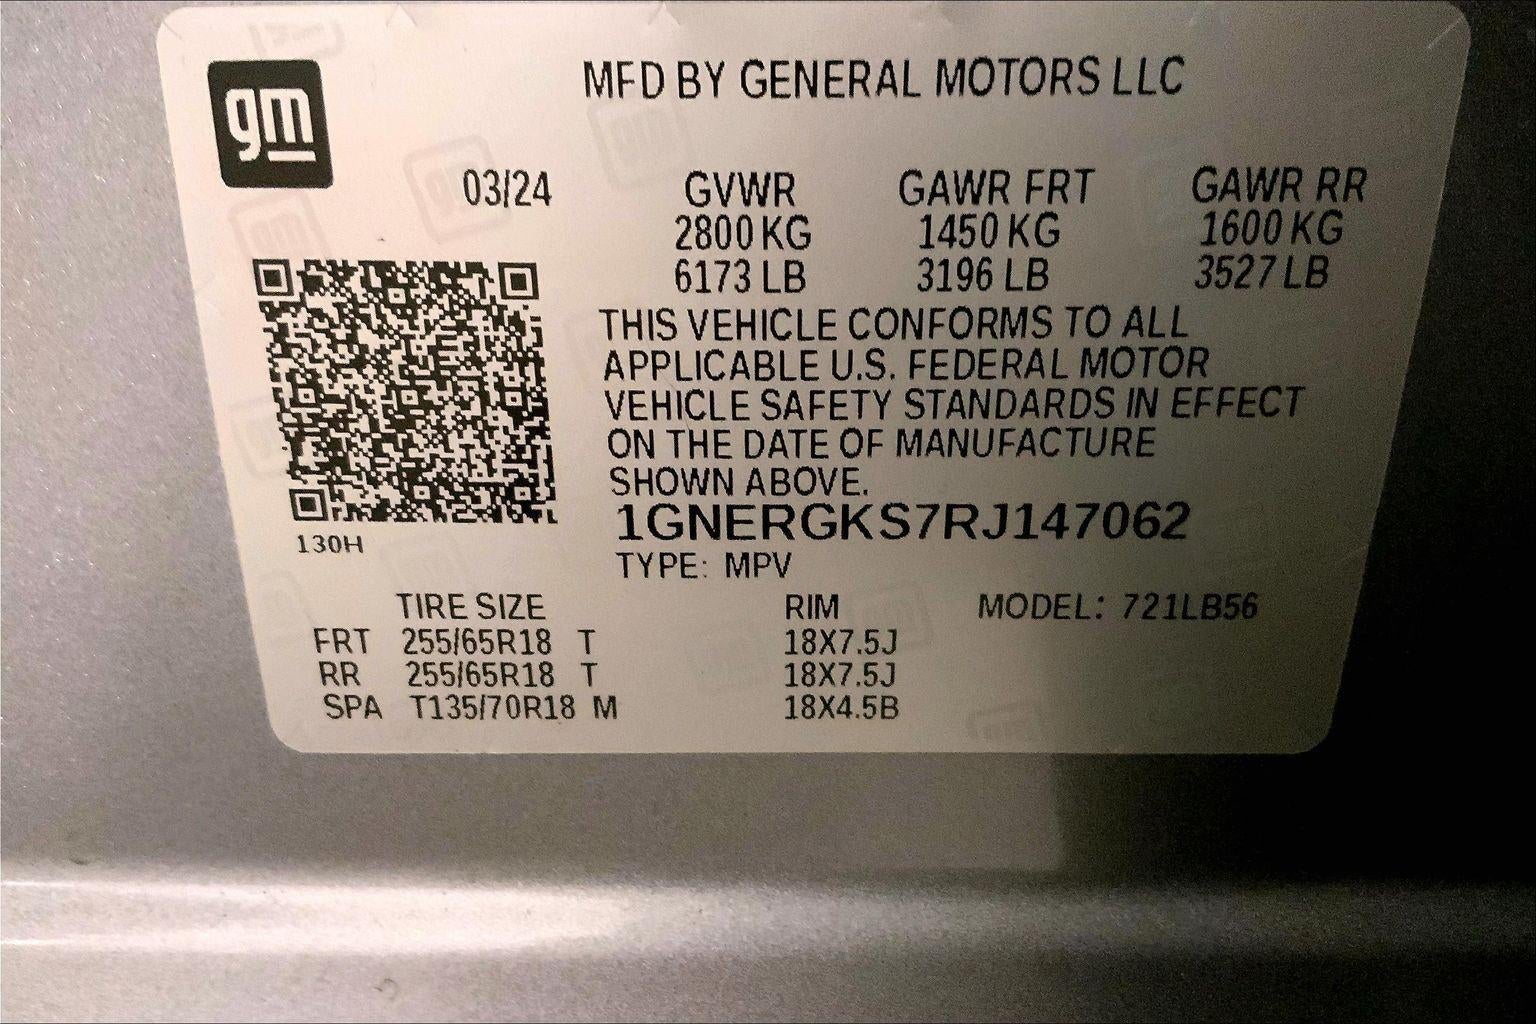 gm
MFD BY GENERAL MOTORS LLC
03/24 GVWR GAWR FRT GAWR RR
2800 KG 1450 KG 1600 KG
6173 LB 3196 LB 3527 LB
THIS VEHICLE CONFORMS TO ALL
APPLICABLE U.S. FEDERAL MOTOR
VEHICLE SAFETY STANDARDS IN EFFECT
ON THE DATE OF MANUFACTURE
SHOWN ABOVE.
1GNERGKS7RJ147062
130H
TYPE: MPV
TIRE SIZE RIM MODEL: 721LB56
FRT 255/65R18 T 18X7.5J
RR 255/65R18 T 18X7.5J
SPA T135/70R18 M 18X4.5B